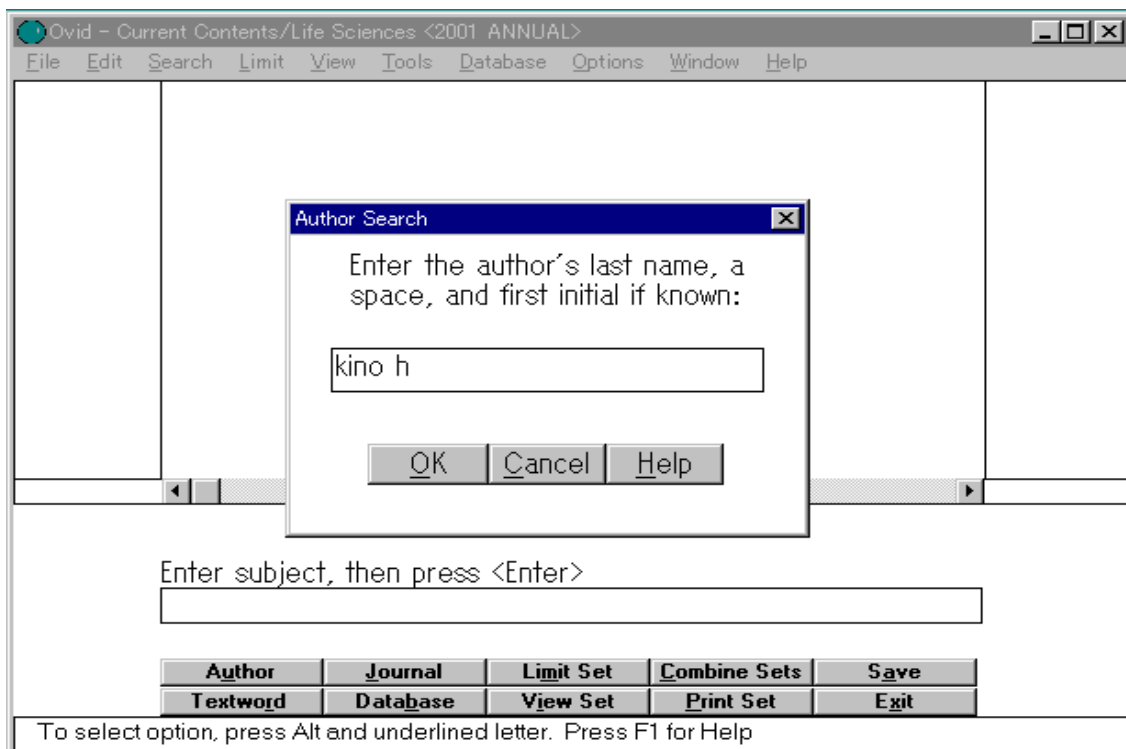 Ovid - Current Contents/Life Sciences <2001 ANNUAL>
File Edit Search Limit View Tools Database Options Window Help
Author Search
Enter the author's last name, a
space, and first initial if known:
kino h
OK Cancel Help
Enter subject, then press <Enter>
Author Journal Limit Set Combine Sets Save
Textword Database View Set Print Set Exit
To select option, press Alt and underlined letter. Press F1 for Help